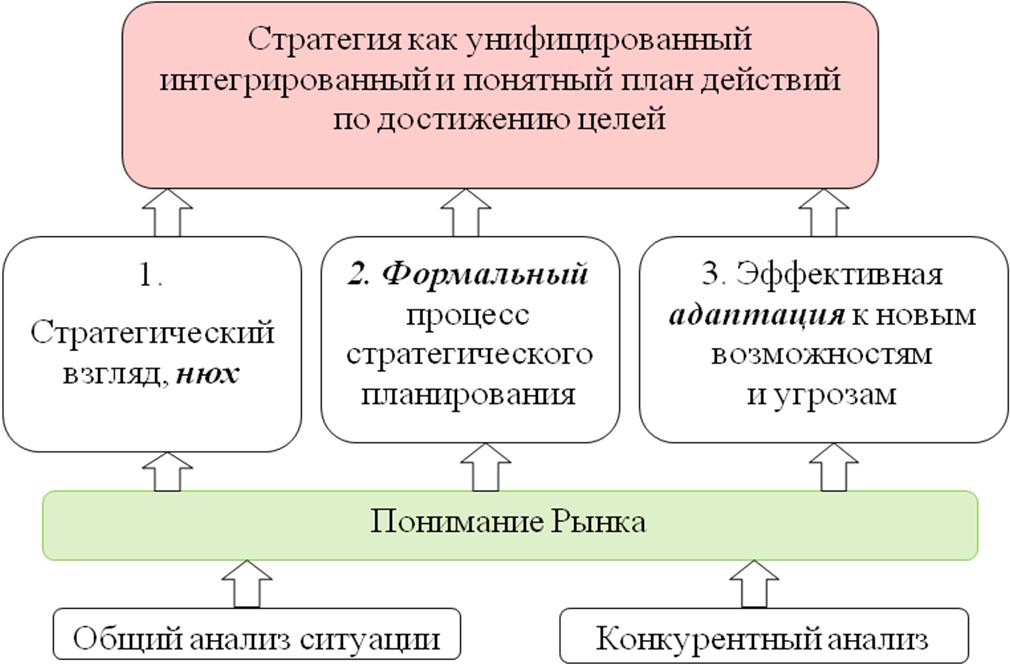 Стратегия как унифицированный
интегрированный и понятный план действий
по достижению целей
1.
Стратегический
взгляд, нюх
2. Формальный
процесс
стратегического
планирования
3. Эффективная
адаптация к новым
возможностям
и угрозам
Понимание Рынка
Общий анализ ситуации
Конкурентный анализ